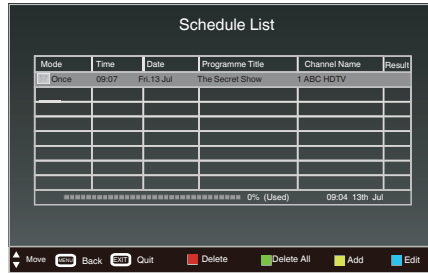 Schedule List
Mode Time Date Programme Title Channel Name Result
Once 09:07 Fri.13 Jul The Secret Show 1 ABC HDTV
0% (Used) 09:04 13th Jul
Move MENU Back EXIT Quit Delete Delete All Add Edit